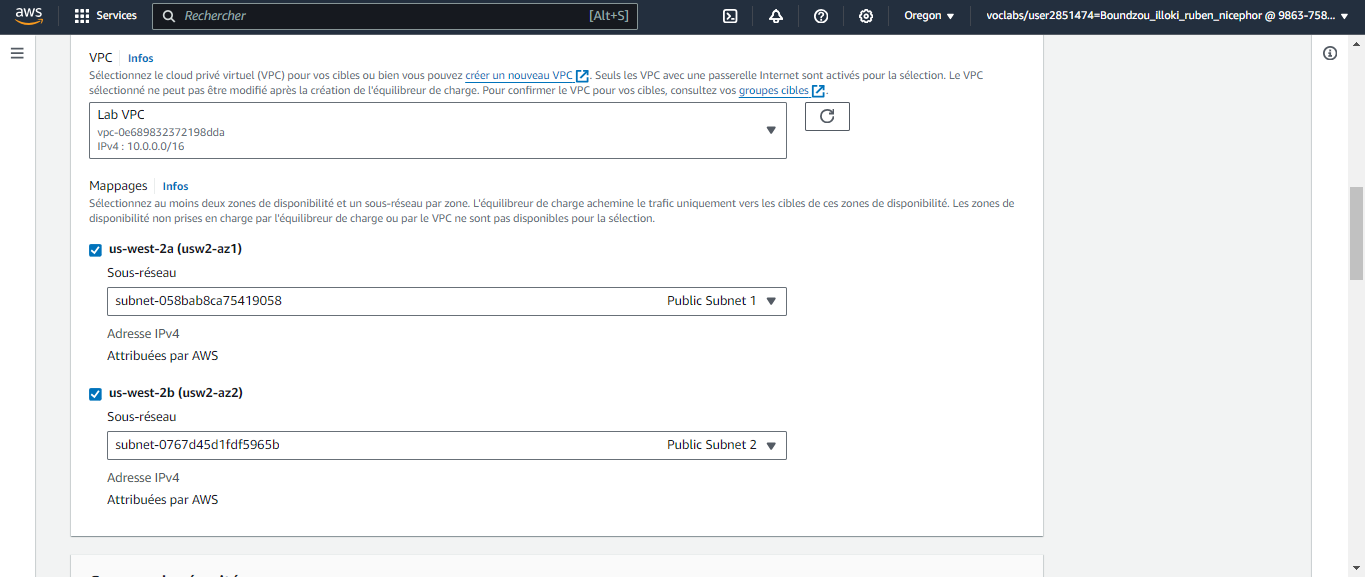 aws
Services
Rechercher
[Alt+S]
Oregon
voclabs/user2851474=Boundzou_illoki_ruben_nicephor @ 9863-758...
VPC
Infos
Sélectionnez le cloud privé virtuel (VPC) pour vos cibles ou bien vous pouvez créer un nouveau VPC. Seuls les VPC avec une passerelle Internet sont activés pour la sélection. Le VPC
sélectionné ne peut pas être modifié après la création de l'équilibreur de charge. Pour confirmer le VPC pour vos cibles, consultez vos groupes cibles.
Lab VPC
vpc-0e689832372198dda
IPv4 : 10.0.0.0/16
Mappages
Infos
Sélectionnez au moins deux zones de disponibilité et un sous-réseau par zone. L'équilibreur de charge achemine le trafic uniquement vers les cibles de ces zones de disponibilité. Les zones de
disponibilité non prises en charge par l'équilibreur de charge ou par le VPC ne sont pas disponibles pour la sélection.
us-west-2a (usw2-az1)
Sous-réseau
subnet-058bab8ca75419058
Public Subnet 1
Adresse IPv4
Attribuées par AWS
us-west-2b (usw2-az2)
Sous-réseau
subnet-0767d45d1fdf5965b
Public Subnet 2
Adresse IPv4
Attribuées par AWS